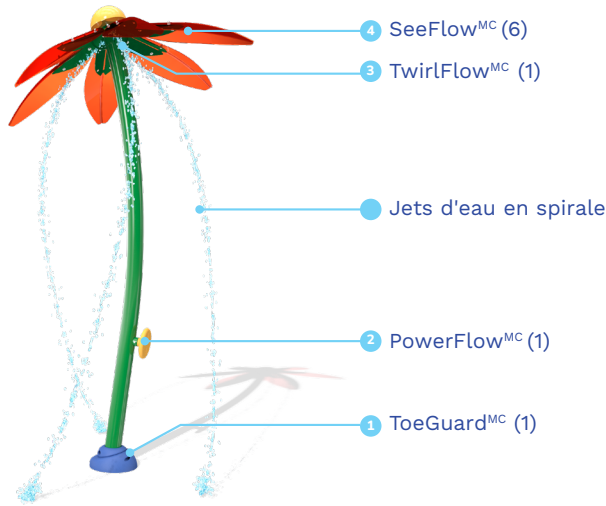 4 SeeFlowᴹᶜ (6)
3 TwirlFlowᴹᶜ (1)
Jets d'eau en spirale
2 PowerFlowᴹᶜ (1)
1 ToeGuardᴹᶜ (1)